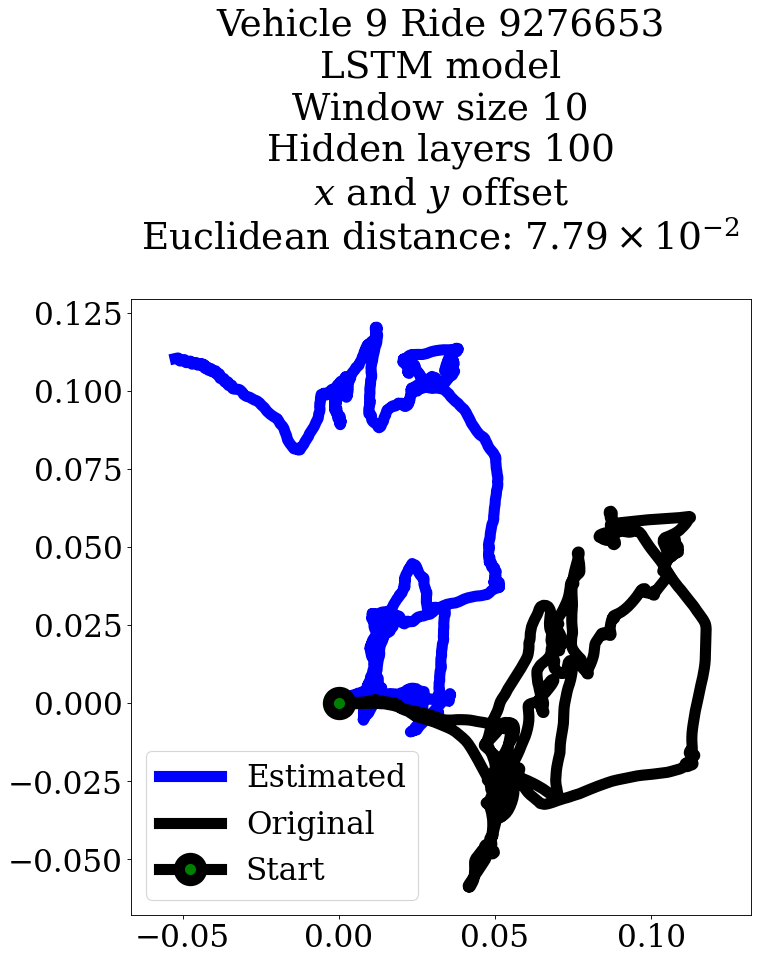 Vehicle 9 Ride 9276653
LSTM model
Window size 10
Hidden layers 100
x and y offset
Euclidean distance: 7.79 × 10⁻²
0.125
0.100
0.075
0.050
0.025
0.000
−0.025
−0.050
Estimated
Original
Start
−0.05 0.00 0.05 0.10